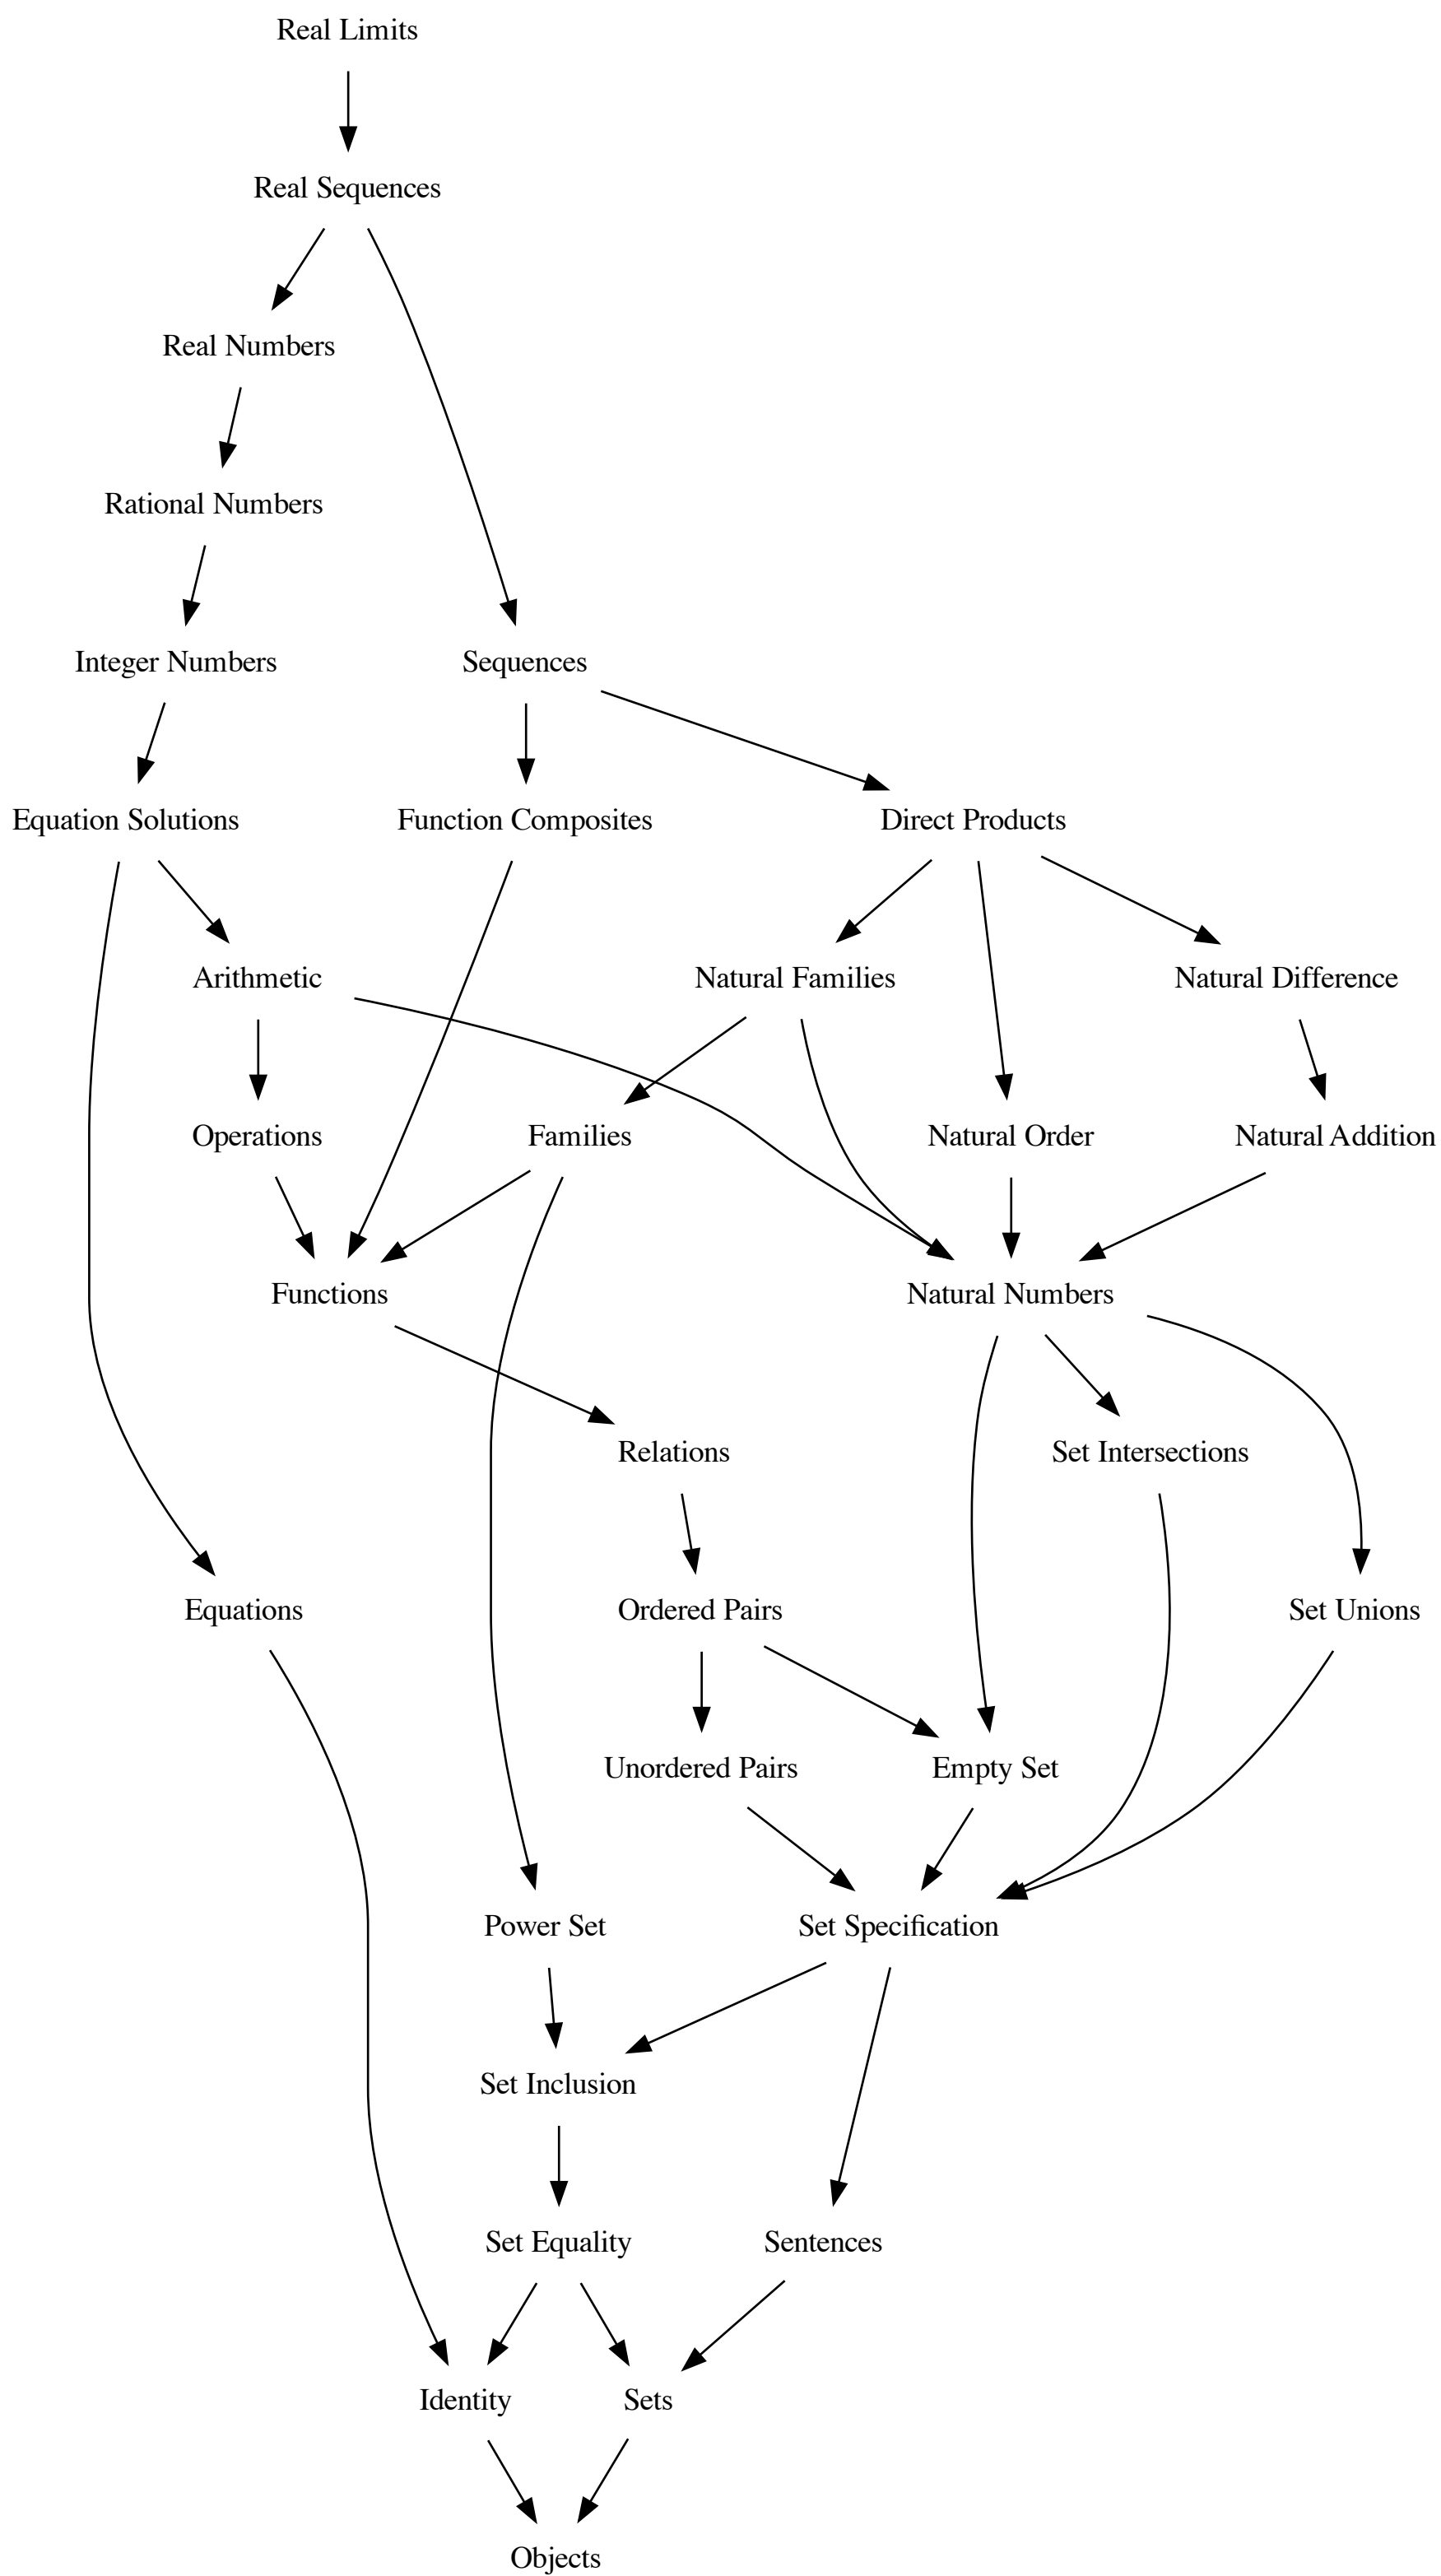 Real Limits
Real Sequences
Real Numbers
Rational Numbers
Integer Numbers
Sequences
Equation Solutions
Function Composites
Direct Products
Arithmetic
Natural Families
Natural Difference
Operations
Families
Natural Order
Natural Addition
Functions
Natural Numbers
Relations
Set Intersections
Equations
Ordered Pairs
Set Unions
Unordered Pairs
Empty Set
Power Set
Set Specification
Set Inclusion
Set Equality
Sentences
Identity
Sets
Objects